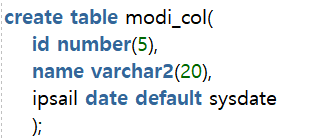 create table modi_col(
id number(5),
name varchar2(20),
ipsail date default sysdate
);